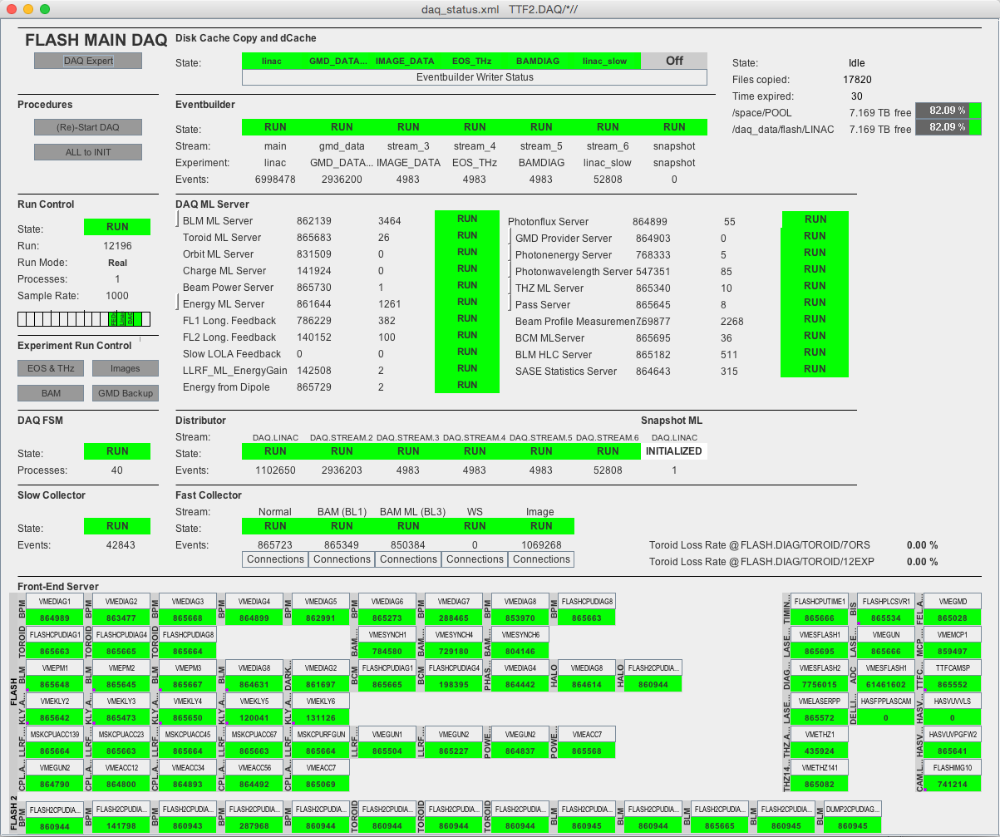 daq_status.xml TTF2.DAQ/*//
FLASH MAIN DAQ
DAQ Expert
Disk Cache Copy and dCache
State: linac GMD_DATA... IMAGE_DATA EOS_THz BAMDIAG linac_slow Off
Eventbuilder Writer Status
State: Idle
Files copied: 17820
Time expired: 30
/space/POOL 7.169 TB free 82.09 %
/daq_data/flash/LINAC 7.169 TB free 82.09 %
Procedures
(Re)-Start DAQ
ALL to INIT
Eventbuilder
State: RUN RUN RUN RUN RUN RUN RUN
Stream: main gmd_data stream_3 stream_4 stream_5 stream_6 snapshot
Experiment: linac GMD_DATA... IMAGE_DATA EOS_THz BAMDIAG linac_slow snapshot
Events: 6998478 2936200 4983 4983 4983 52808 0
Run Control
State: RUN
Run: 12196
Run Mode: Real
Processes: 1
Sample Rate: 1000
Experiment Run Control
EOS & THz Images
BAM GMD Backup
DAQ ML Server
BLM ML Server 862139 3464 RUN
Toroid ML Server 865683 26 RUN
Orbit ML Server 831509 0 RUN
Charge ML Server 141924 0 RUN
Beam Power Server 865730 1 RUN
Energy ML Server 861644 1261 RUN
FL1 Long. Feedback 786229 382 RUN
FL2 Long. Feedback 140152 100 RUN
Slow LOLA Feedback 0 0 RUN
LLRF_ML_EnergyGain 142508 2 RUN
Energy from Dipole 865729 2 RUN
Photonflux Server 864899 55 RUN
GMD Provider Server 864903 0 RUN
Photonenergy Server 768333 5 RUN
Photonwavelength Server 547351 85 RUN
THZ ML Server 865340 10 RUN
Pass Server 865645 8 RUN
Beam Profile Measuremen 769877 2268 RUN
BCM MLServer 865695 36 RUN
BLM HLC Server 865182 511 RUN
SASE Statistics Server 864643 315 RUN
DAQ FSM
State: RUN
Processes: 40
Distributor Snapshot ML
Stream: DAQ.LINAC DAQ.STREAM.2 DAQ.STREAM.3 DAQ.STREAM.4 DAQ.STREAM.5 DAQ.STREAM.6 DAQ.LINAC
State: RUN RUN RUN RUN RUN RUN INITIALIZED
Events: 1102650 2936203 4983 4983 4983 52808 1
Slow Collector
State: RUN
Events: 42843
Fast Collector
Stream: Normal BAM (BL1) BAM ML (BL3) WS Image
State: RUN RUN RUN RUN RUN
Events: 865723 865349 850384 0 1069268
Connections Connections Connections Connections Connections
Toroid Loss Rate @FLASH.DIAG/TOROID/7ORS 0.00 %
Toroid Loss Rate @FLASH.DIAG/TOROID/12EXP 0.00 %
Front-End Server
FLASH
BPM VMEDIAG1 BPM VMEDIAG2 BPM VMEDIAG3 BPM VMEDIAG4 BPM VMEDIAG5 BPM VMEDIAG6 BPM VMEDIAG7 BPM VMEDIAG8 BPM FLASHCPUDIAG8 TIMIN... FLASHCPUTIME1 BIS FLASHPLCSVR1 FEL.A... VMEGMD
864989 863477 865668 864899 862991 865273 288465 853970 865663 865666 865534 865028
TOROID FLASHCPUDIAG1 TOROID FLASHCPUDIAG4 TOROID FLASHCPUDIAG8 BAM... VMESYNCH1 BAM... VMESYNCH4 BAM... VMESYNCH6 LASE... VMESFLASH1 LASE... VMEGUN MCP... VMEMCP1
865663 865665 865664 784580 729180 804146 865695 865666 859497
BLM VMEPM1 BLM VMEPM2 BLM VMEPM3 BLM VMEDIAG8 DARK... VMEDIAG2 BCM FLASHCPUDIAG1 BCM FLASHCPUDIAG4 PHAS... VMEDIAG4 HALO VMEDIAG8 HALO FLASH2CPUDIA... DIAG... VMESFLASH2 ADC VMESFLASH1 TTFC... TTFCAMSP
865648 865645 865667 864631 861697 865665 198395 864442 864614 860944 7756015 61461602 865552
KLY.A... VMEKLY2 KLY.A... VMEKLY3 KLY.A... VMEKLY4 KLY.A... VMEKLY5 KLY.A... VMEKLY6 LASE... VMELASERPP DELLI... HASFPPLASCAM HASV... HASVUVVLS
865642 865473 865650 120041 131126 865572 0 0
LLRF... MSKCPUACC139 LLRF... MSKCPUACC23 LLRF... MSKCPUACC45 LLRF... MSKCPUACC67 LLRF... MSKCPURFGUN LLRF... VMEGUN1 LLRF... VMEGUN2 POWE... VMEGUN2 POWE... VMEACC7 THZ.A... VMETHZ1 HASV... HASVUVPGFW2
865664 865663 865664 865663 865664 865504 865227 864837 865568 435924 865641
CPL.A... VMEGUN2 CPL.A... VMEACC12 CPL.A... VMEACC34 CPL.A... VMEACC56 CPL.A... VMEACC7 THZ14... VMETHZ141 CAM.L... FLASHIMG10
864790 864800 864893 864492 865069 865082 741214
FLASH 2
BPM FLASH2CPUDIA... BPM FLASH2CPUDIA... BPM FLASH2CPUDIA... BPM FLASH2CPUDIA... BPM FLASH2CPUDIA... TOROID FLASH2CPUDIA... TOROID FLASH2CPUDIA... TOROID FLASH2CPUDIA... BLM FLASH2CPUDIA... BLM FLASH2CPUDIA... BLM FLASH2CPUDIA... BLM FLASH2CPUDIA... BLM DUMP2CPUDIAG...
860944 141798 860943 287968 860944 860944 860944 860944 860945 860944 865665 860945 860945